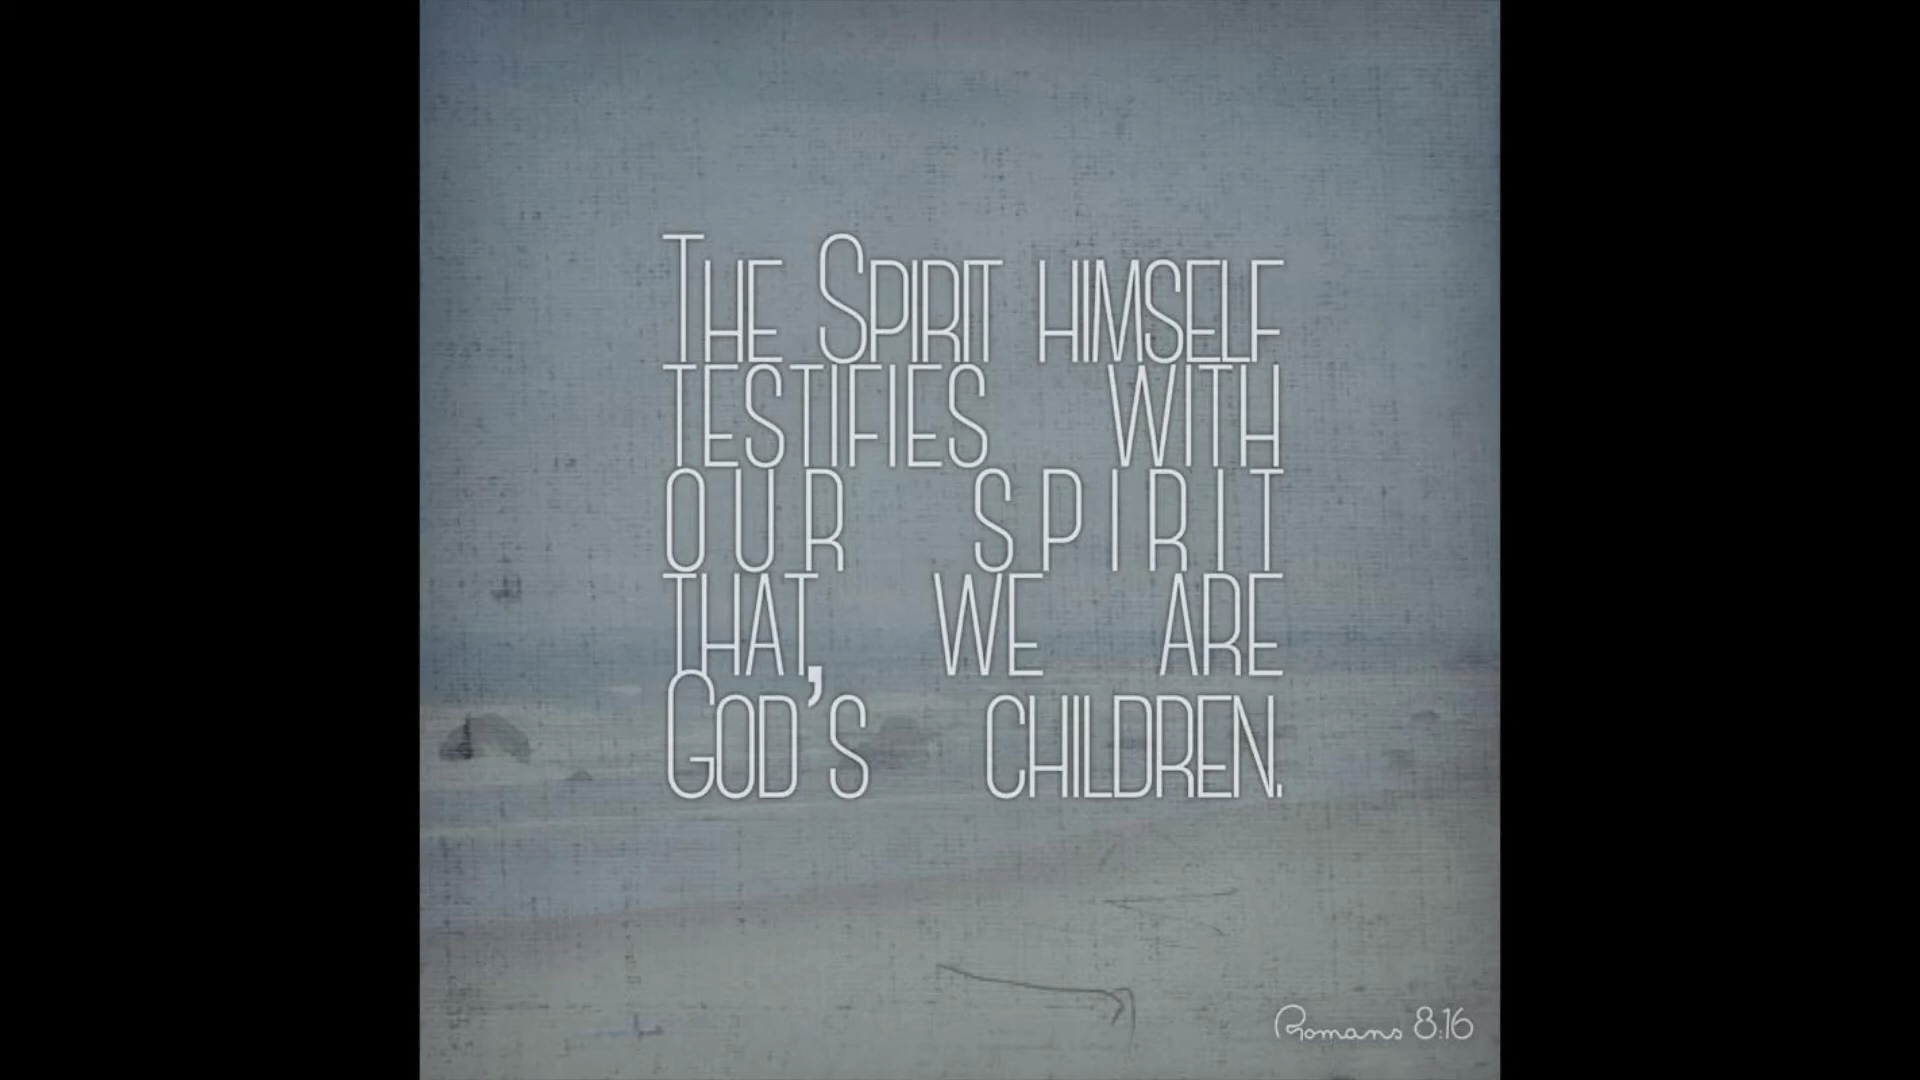 The Spirit himself
testifies with
our spirit
that we are
God's children.
Romans 8:16